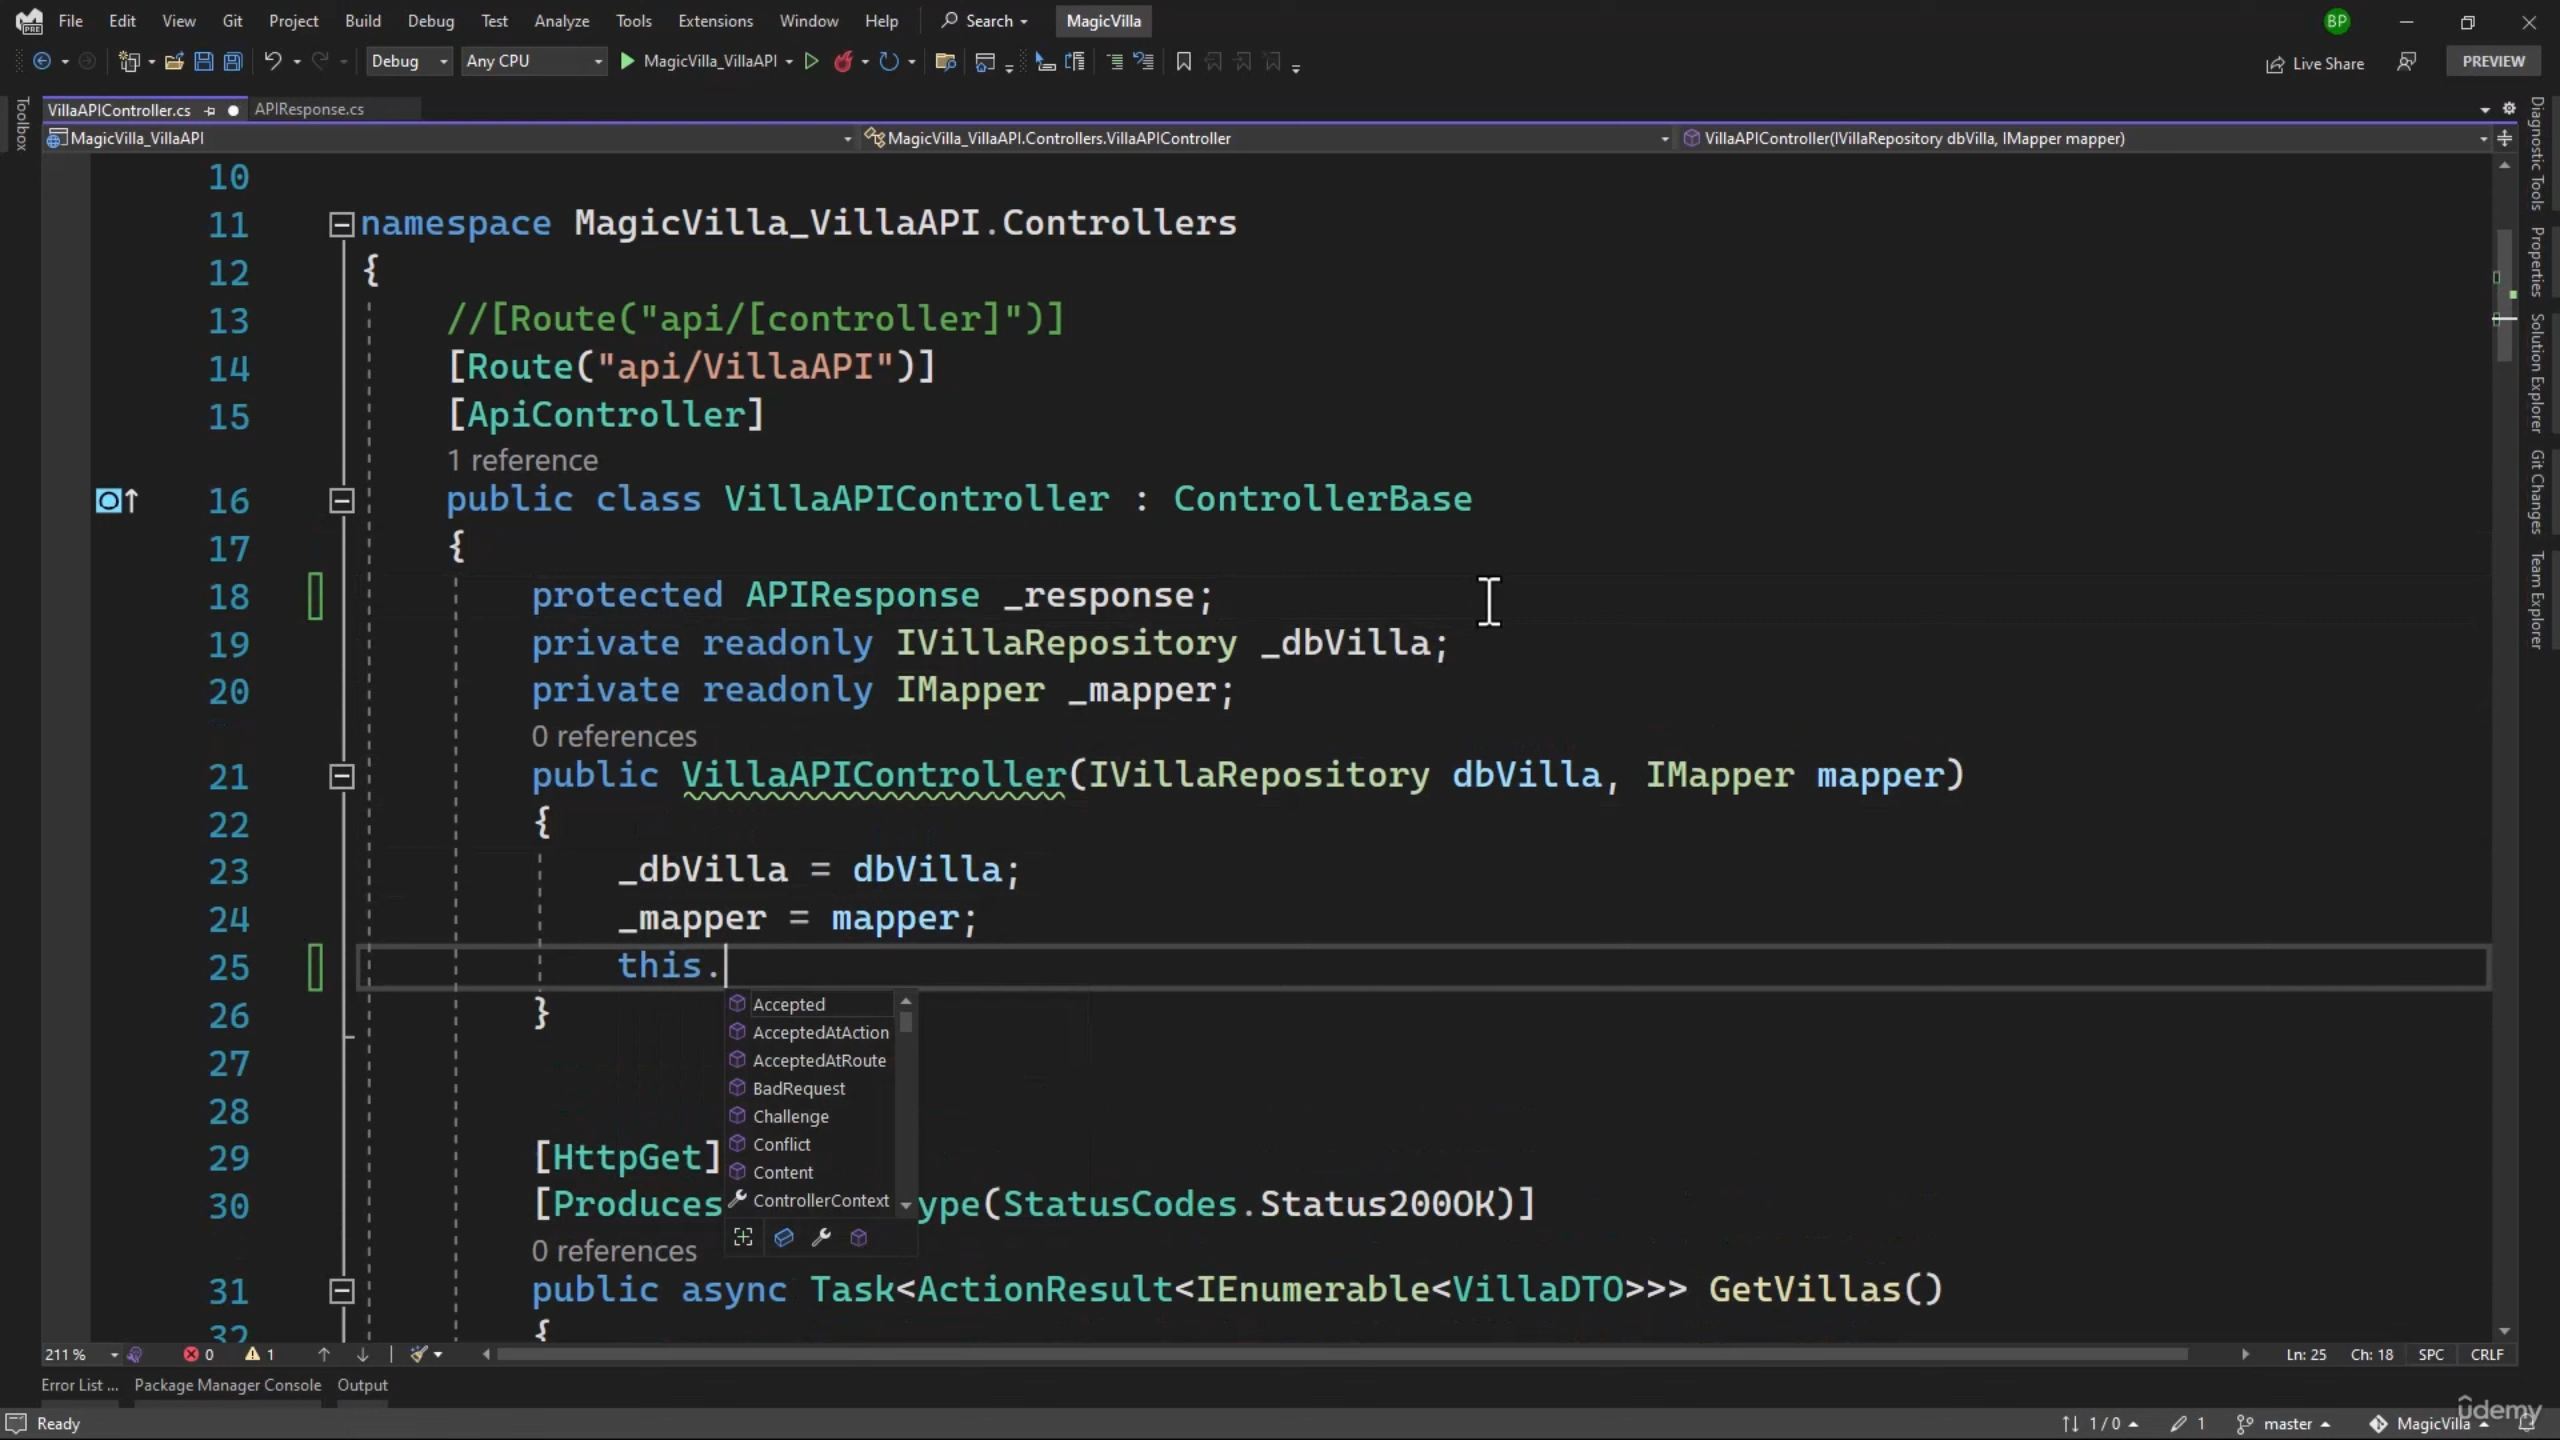 File Edit View Git Project Build Debug Test Analyze Tools Extensions Window Help Search MagicVilla BP
Debug Any CPU MagicVilla_VillaAPI Live Share PREVIEW
VillaAPIController.cs APIResponse.cs
MagicVilla_VillaAPI MagicVilla_VillaAPI.Controllers.VillaAPIController VillaAPIController(IVillaRepository dbVilla, IMapper mapper)
Toolbox
10
11 namespace MagicVilla_VillaAPI.Controllers
12 {
13 //[Route("api/[controller]")]
14 [Route("api/VillaAPI")]
15 [ApiController]
1 reference
16 public class VillaAPIController : ControllerBase
17 {
18 protected APIResponse _response;
19 private readonly IVillaRepository _dbVilla;
20 private readonly IMapper _mapper;
0 references
21 public VillaAPIController(IVillaRepository dbVilla, IMapper mapper)
22 {
23 _dbVilla = dbVilla;
24 _mapper = mapper;
25 this.
26 }
27
28
29 [HttpGet]
30 [Produces ype(StatusCodes.Status200OK)]
0 references
31 public async Task<ActionResult<IEnumerable<VillaDTO>>> GetVillas()
32 {
Accepted
AcceptedAtAction
AcceptedAtRoute
BadRequest
Challenge
Conflict
Content
ControllerContext
Diagnostic Tools
Properties
Solution Explorer
Git Changes
Team Explorer
211 % 0 1 Ln: 25 Ch: 18 SPC CRLF
Error List ... Package Manager Console Output
Ready 1 / 0 1 master MagicVilla
udemy